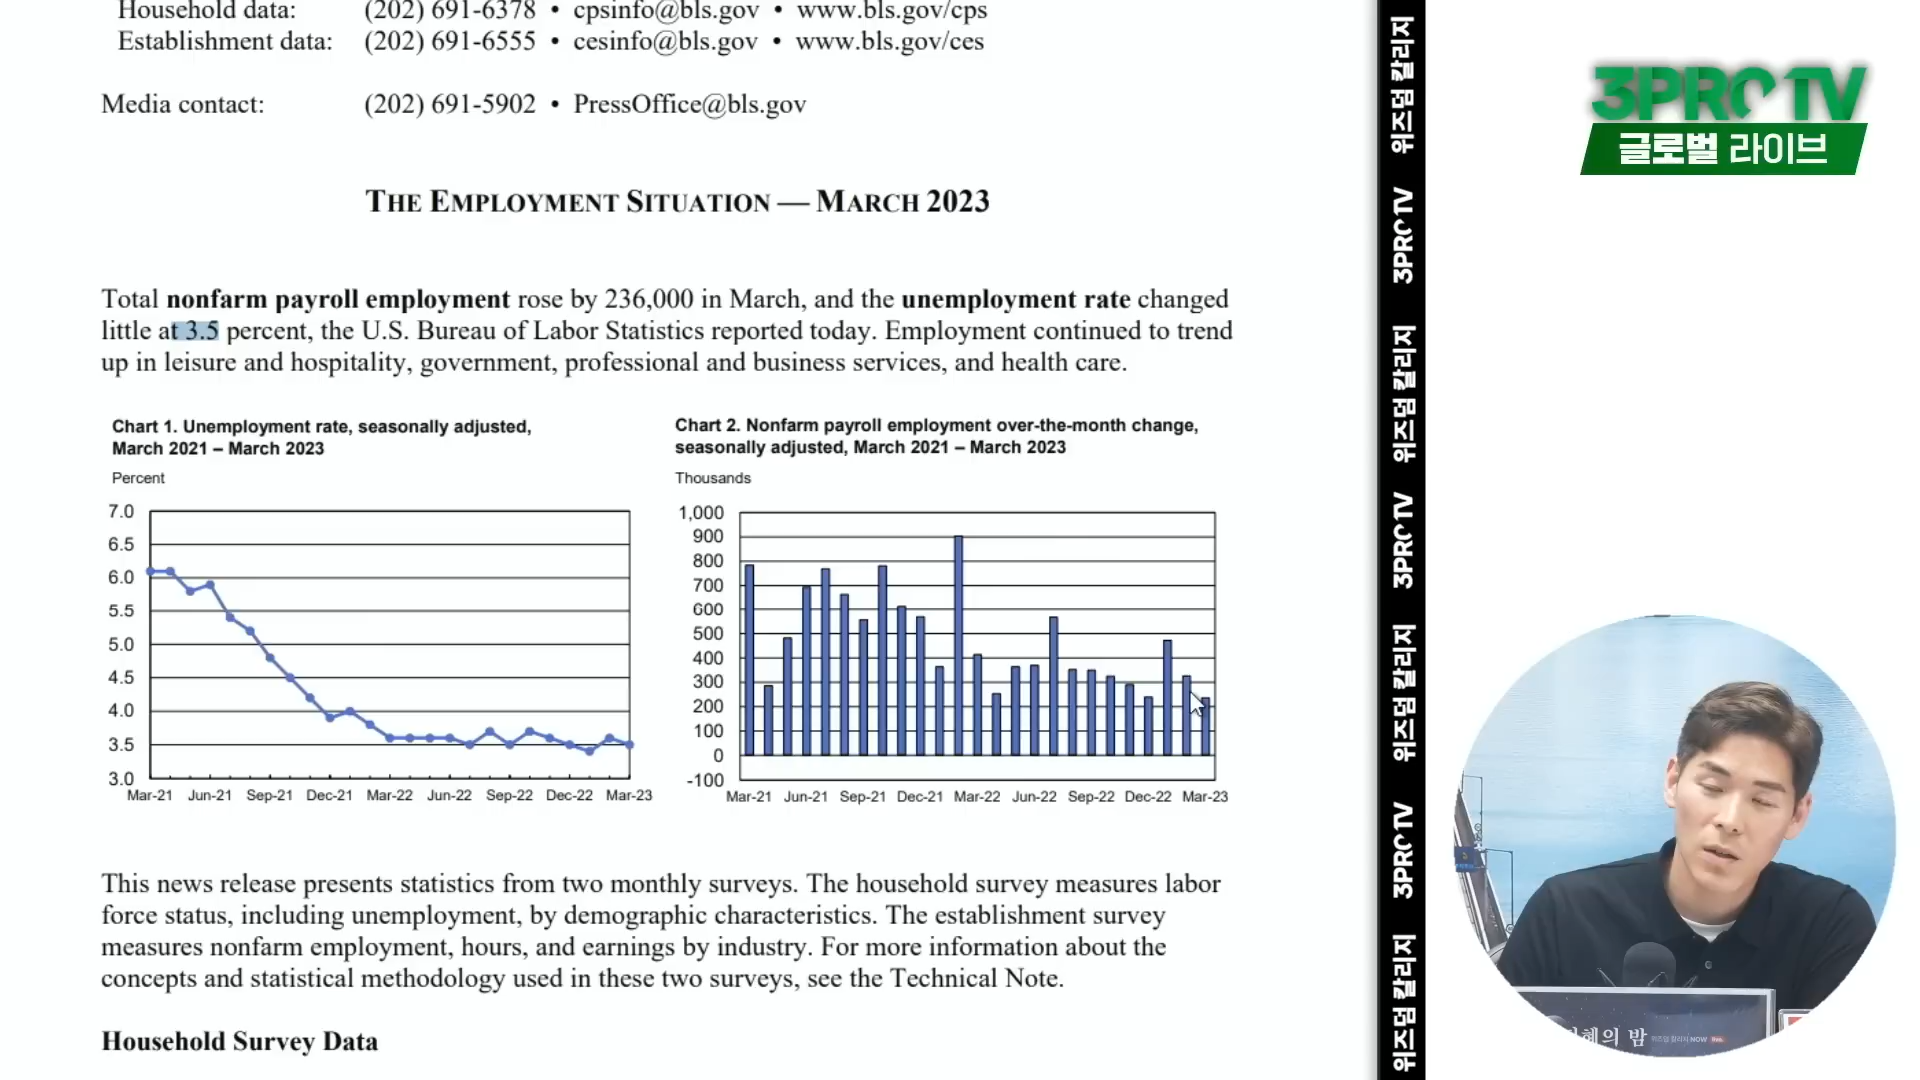 Household data: (202) 691-6378 • cpsinfo@bls.gov • www.bls.gov/cps
Establishment data: (202) 691-6555 • cesinfo@bls.gov • www.bls.gov/ces
Media contact: (202) 691-5902 • PressOffice@bls.gov
THE EMPLOYMENT SITUATION — MARCH 2023
Total nonfarm payroll employment rose by 236,000 in March, and the unemployment rate changed
little at 3.5 percent, the U.S. Bureau of Labor Statistics reported today. Employment continued to trend
up in leisure and hospitality, government, professional and business services, and health care.
Chart 1. Unemployment rate, seasonally adjusted,
March 2021 – March 2023
Percent
7.0
6.5
6.0
5.5
5.0
4.5
4.0
3.5
3.0
Mar-21 Jun-21 Sep-21 Dec-21 Mar-22 Jun-22 Sep-22 Dec-22 Mar-23
Chart 2. Nonfarm payroll employment over-the-month change,
seasonally adjusted, March 2021 – March 2023
Thousands
1,000
900
800
700
600
500
400
300
200
100
0
-100
Mar-21 Jun-21 Sep-21 Dec-21 Mar-22 Jun-22 Sep-22 Dec-22 Mar-23
This news release presents statistics from two monthly surveys. The household survey measures labor
force status, including unemployment, by demographic characteristics. The establishment survey
measures nonfarm employment, hours, and earnings by industry. For more information about the
concepts and statistical methodology used in these two surveys, see the Technical Note.
Household Survey Data
위즈덤 칼리지
3PROTV
위즈덤 칼리지
3PROTV
위즈덤 칼리지
3PROTV
위즈덤 칼리지
3PROTV
글로벌 라이브
혜의 밤